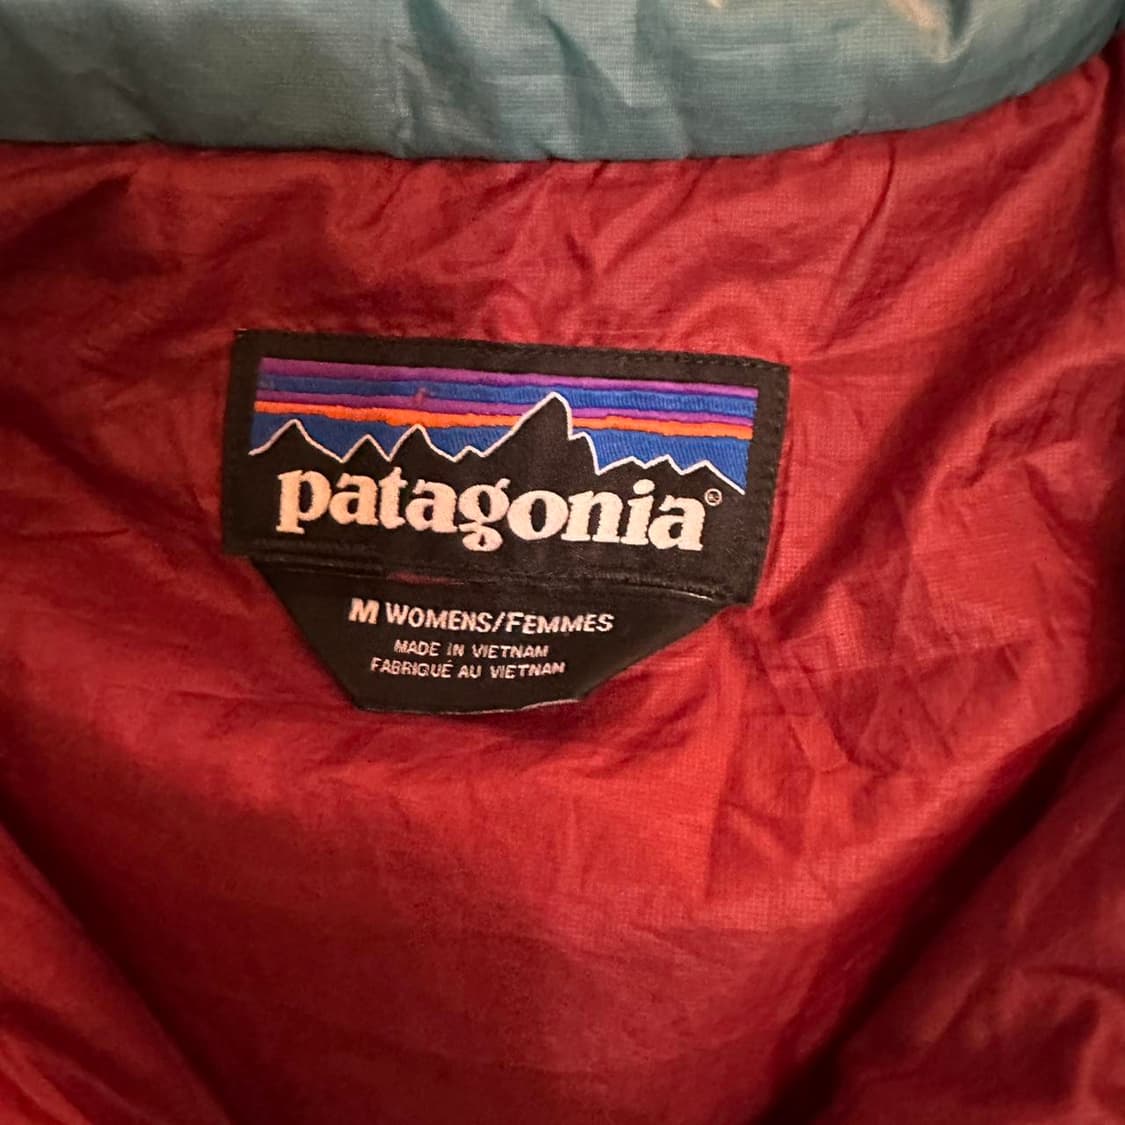 patagonia®
M WOMENS/FEMMES
MADE IN VIETNAM
FABRIQUÉ AU VIETNAM